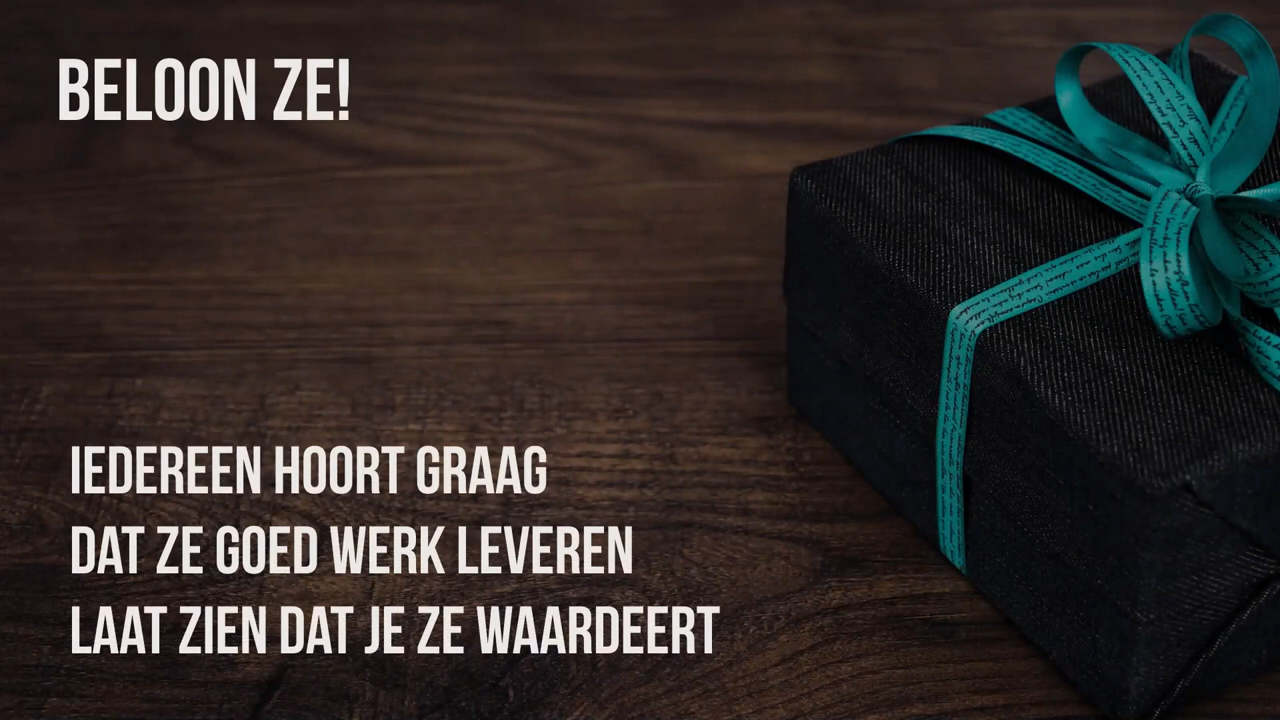 BELOON ZE!
IEDEREEN HOORT GRAAG
DAT ZE GOED WERK LEVEREN
LAAT ZIEN DAT JE ZE WAARDEERT